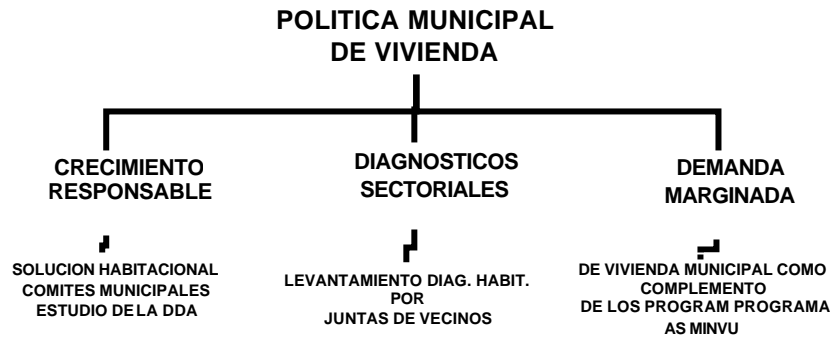 POLITICA MUNICIPAL
DE VIVIENDA
CRECIMIENTO
RESPONSABLE
DIAGNOSTICOS
SECTORIALES
DEMANDA
MARGINADA
SOLUCION HABITACIONAL
COMITES MUNICIPALES
ESTUDIO DE LA DDA
LEVANTAMIENTO DIAG. HABIT.
POR
JUNTAS DE VECINOS
DE VIVIENDA MUNICIPAL COMO
COMPLEMENTO
DE LOS PROGRAM PROGRAMA
AS MINVU